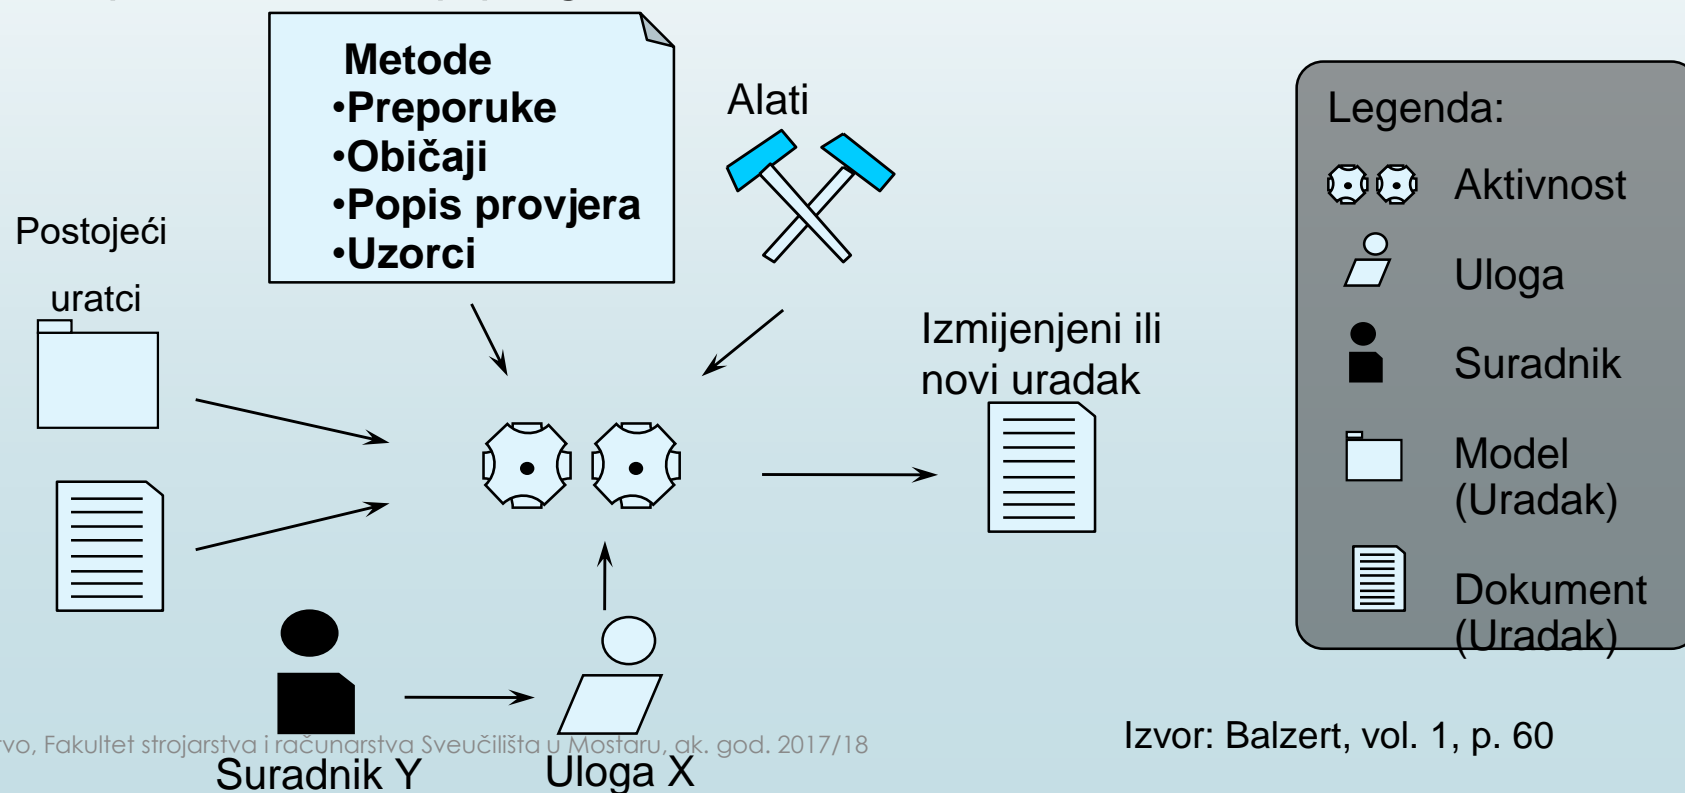 Metode
•Preporuke
•Običaji
•Popis provjera
•Uzorci
Alati
Postojeći
uratci
Izmijenjeni ili
novi uradak
Legenda:
Aktivnost
Uloga
Suradnik
Model
(Uradak)
Dokument
(Uradak)
Izvor: Balzert, vol. 1, p. 60
Fakultet strojarstva i računarstva Sveučilišta u Mostaru, ak. god. 2017/18
Suradnik Y
Uloga X